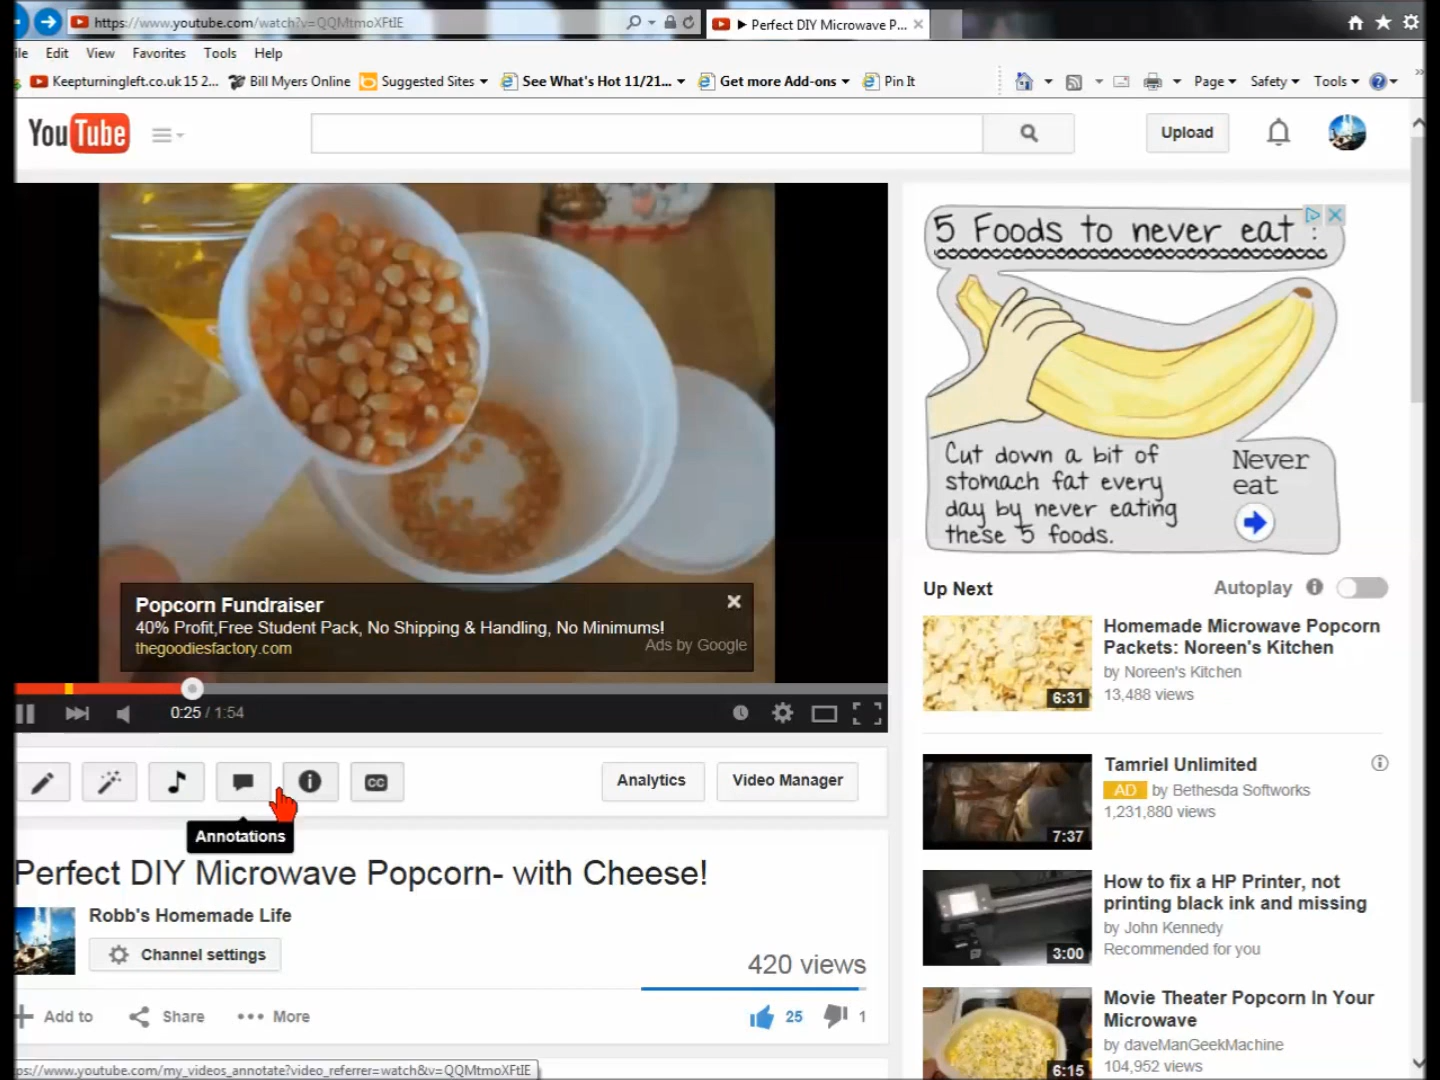 https://www.youtube.com/watch?v=QQMtmoXFtIE
Perfect DIY Microwave P...
Edit View Favorites Tools Help
Keepturningleft.co.uk 15 2... Bill Myers Online Suggested Sites See What's Hot 11/21... Get more Add-ons Pin It Page Safety Tools
YouTube
Upload
5 Foods to never eat :
Cut down a bit of
stomach fat every
day by never eating
these 5 foods.
Never
eat
Popcorn Fundraiser
40% Profit,Free Student Pack, No Shipping & Handling, No Minimums!
thegoodiesfactory.com
Ads by Google
0:25 / 1:54
CC
Analytics
Video Manager
Annotations
Perfect DIY Microwave Popcorn- with Cheese!
Robb's Homemade Life
Channel settings
420 views
Add to
Share
More
25
1
Up Next
Autoplay
Homemade Microwave Popcorn
Packets: Noreen's Kitchen
by Noreen's Kitchen
13,488 views
6:31
Tamriel Unlimited
AD by Bethesda Softworks
1,231,880 views
7:37
How to fix a HP Printer, not
printing black ink and missing
by John Kennedy
Recommended for you
3:00
Movie Theater Popcorn In Your
Microwave
by daveManGeekMachine
104,952 views
6:15
ps://www.youtube.com/my_videos_annotate?video_referrer=watch&v=QQMtmoXFtIE